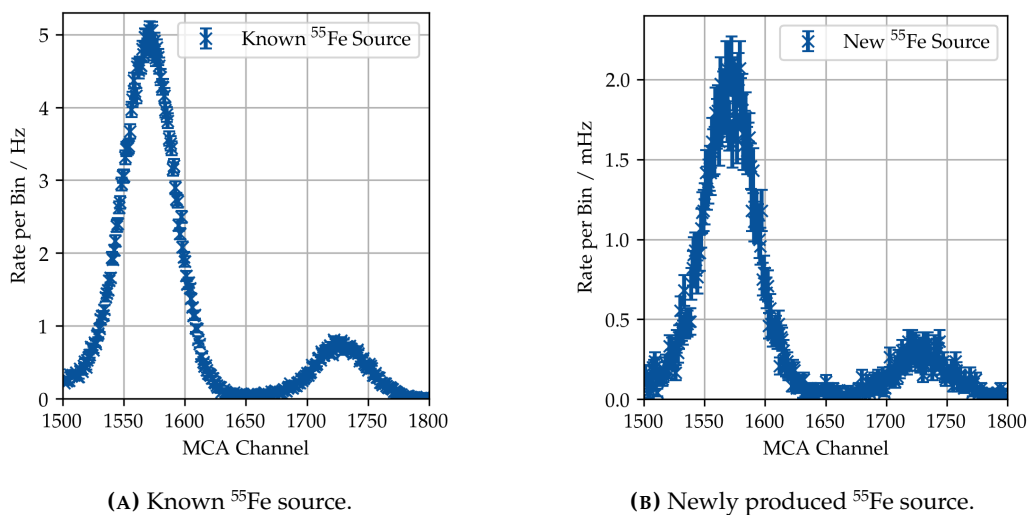 Known ⁵⁵Fe Source
5
4
3
2
1
0
Rate per Bin / Hz
1500 1550 1600 1650 1700 1750 1800
MCA Channel
(A) Known ⁵⁵Fe source.
New ⁵⁵Fe Source
2.0
1.5
1.0
0.5
0.0
Rate per Bin / mHz
1500 1550 1600 1650 1700 1750 1800
MCA Channel
(B) Newly produced ⁵⁵Fe source.